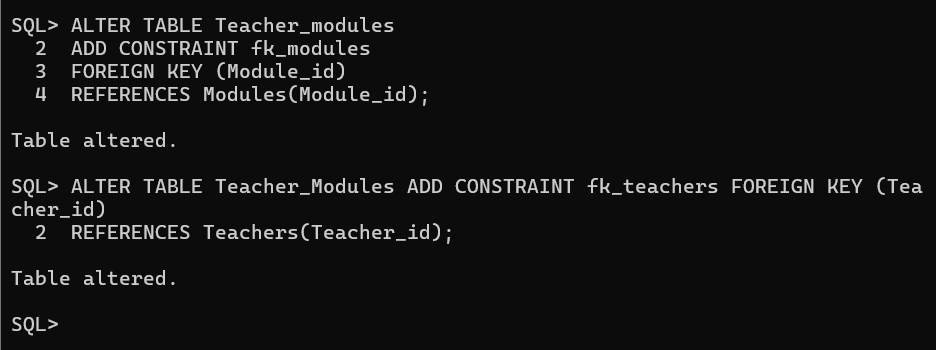 SQL> ALTER TABLE Teacher_modules
  2  ADD CONSTRAINT fk_modules
  3  FOREIGN KEY (Module_id)
  4  REFERENCES Modules(Module_id);
Table altered.
SQL> ALTER TABLE Teacher_Modules ADD CONSTRAINT fk_teachers FOREIGN KEY (Tea
cher_id)
  2  REFERENCES Teachers(Teacher_id);
Table altered.
SQL>